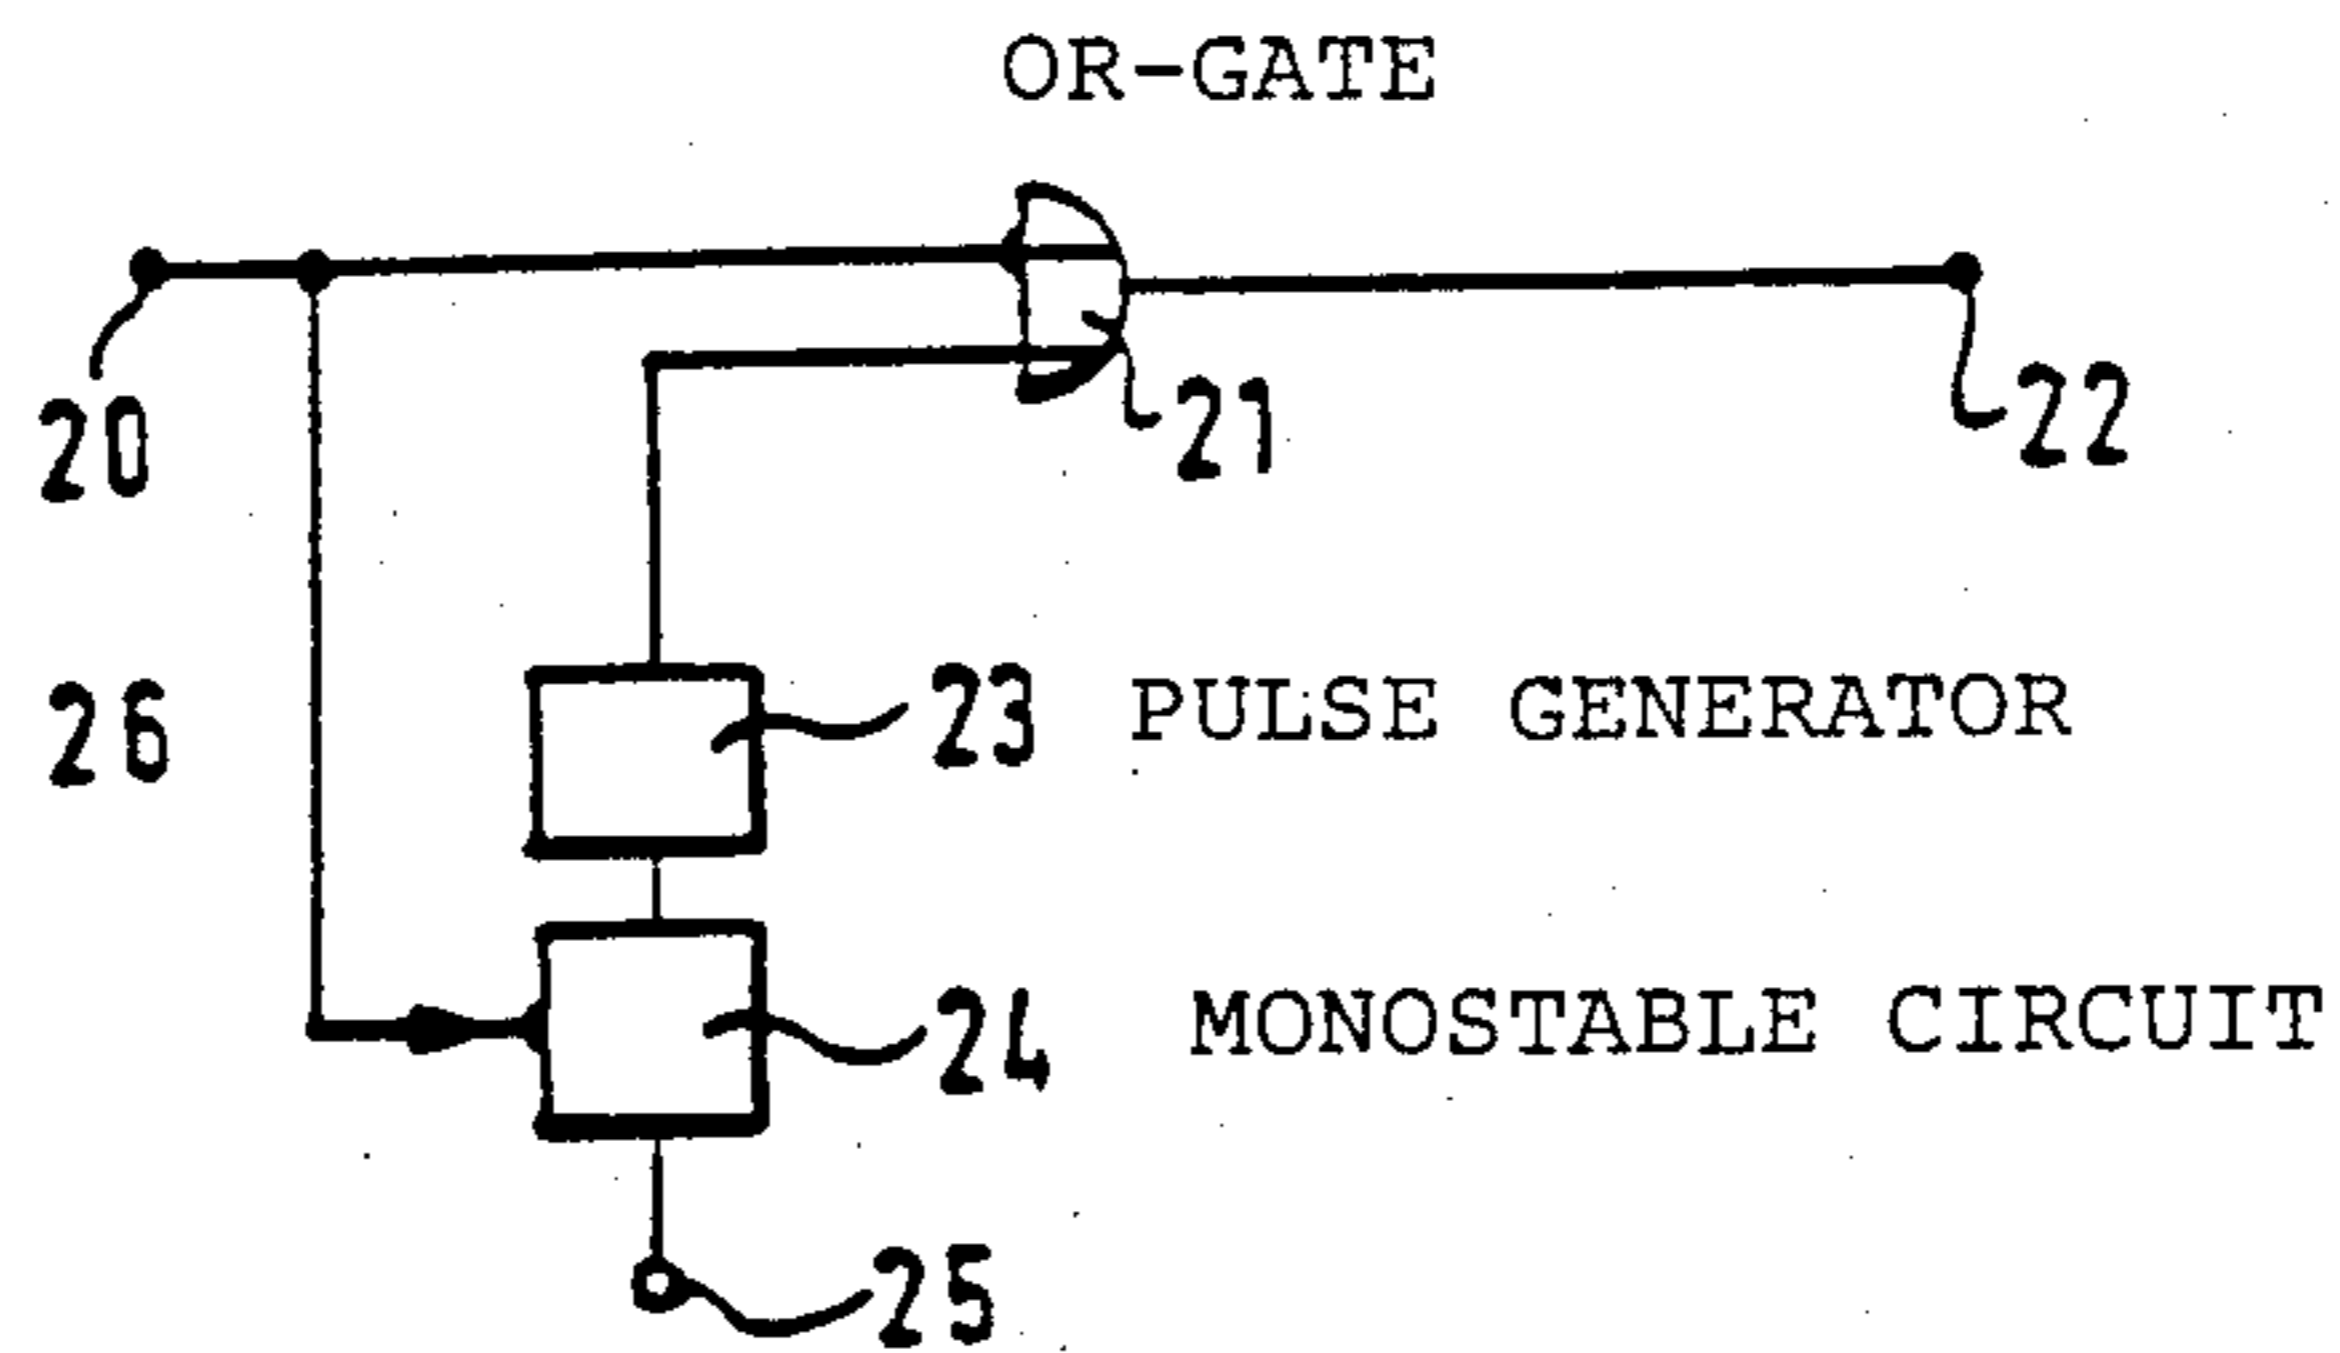 OR-GATE
20
21
22
26
23 PULSE GENERATOR
24 MONOSTABLE CIRCUIT
25